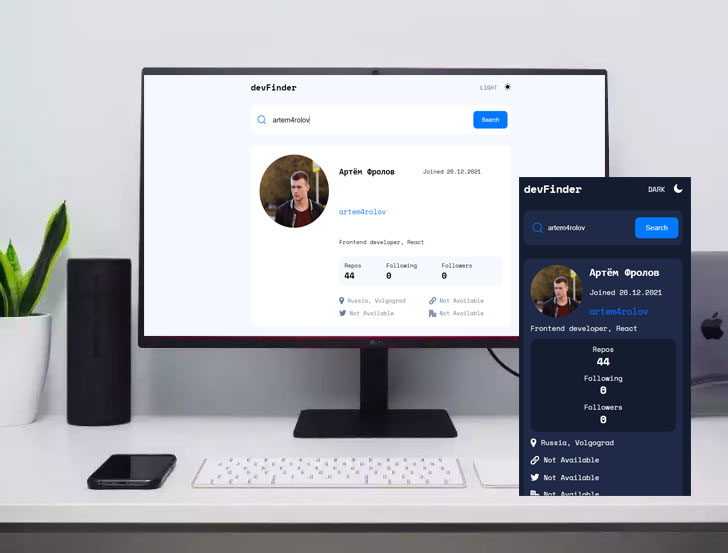 devFinder
LIGHT
artem4rolov
Search
Артём Фролов
Joined 26.12.2021
artem4rolov
Frontend developer, React
Repos Following Followers
44 0 0
Russia, Volgograd Not Available
Not Available Not Available
LG
devFinder
DARK
artem4rolov
Search
Артём Фролов
Joined 26.12.2021
artem4rolov
Frontend developer, React
Repos
44
Following
0
Followers
0
Russia, Volgograd
Not Available
Not Available
Not Available